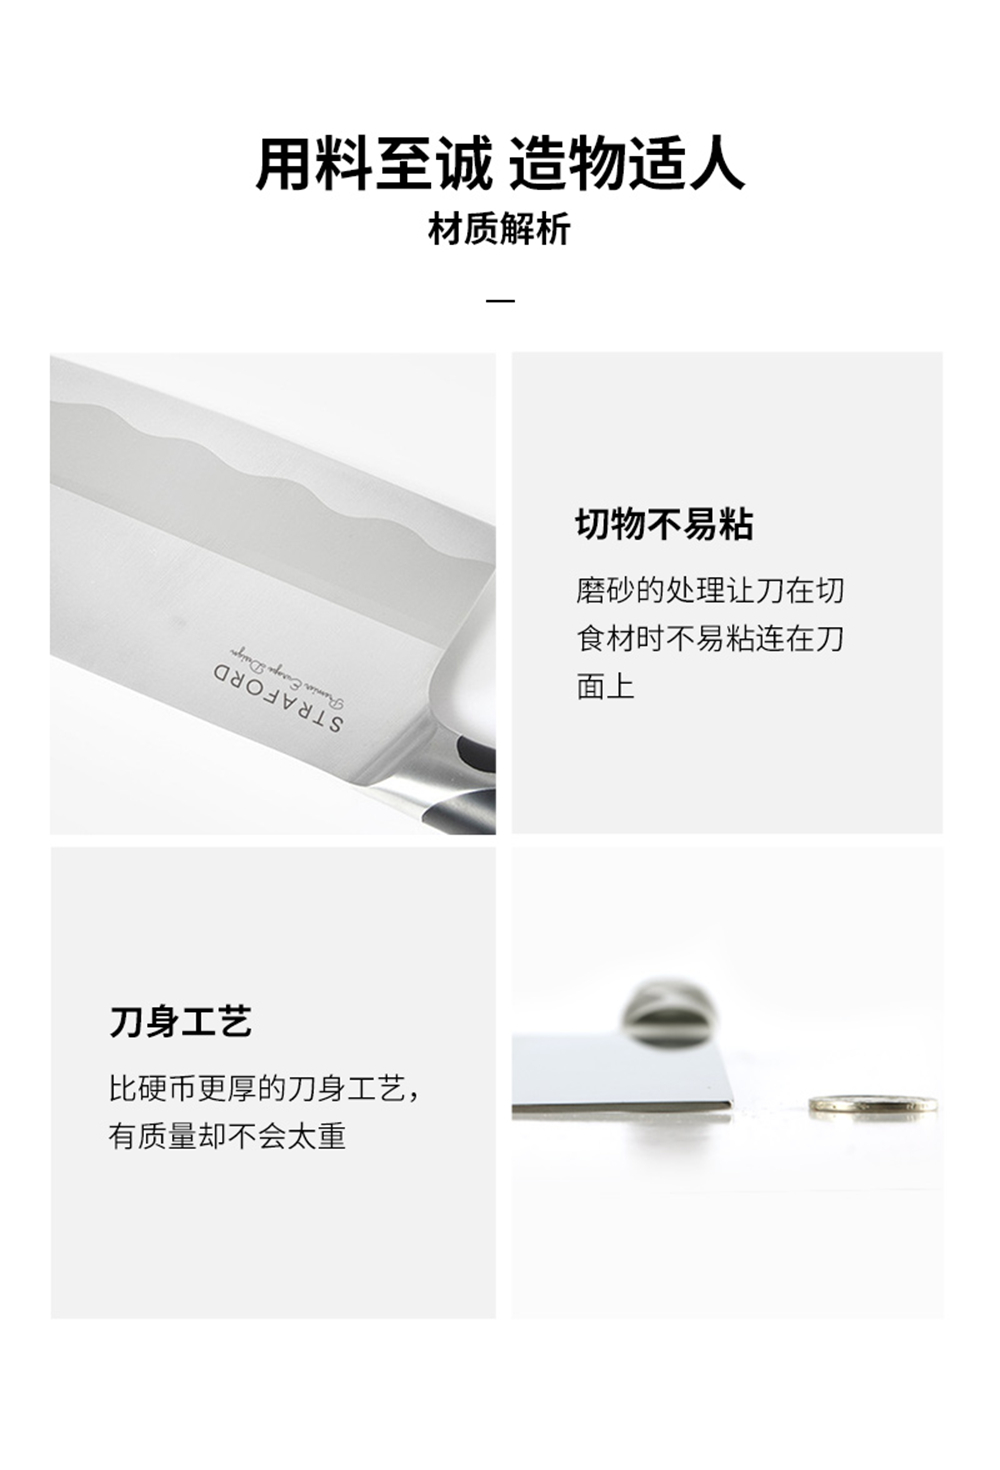 用料至诚 造物适人
材质解析
STRAFORD
Premier Europe Design
切物不易粘
磨砂的处理让刀在切
食材时不易粘连在刀
面上
刀身工艺
比硬币更厚的刀身工艺，
有质量却不会太重